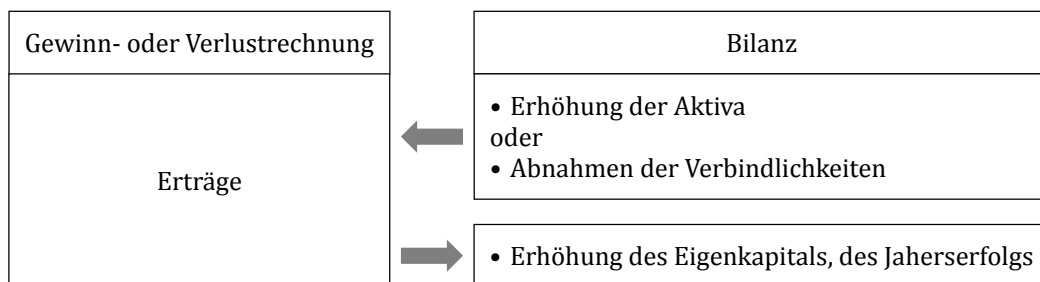 Gewinn- oder Verlustrechnung
Bilanz
Erträge
• Erhöhung der Aktiva
oder
• Abnahmen der Verbindlichkeiten
• Erhöhung des Eigenkapitals, des Jaherserfolgs